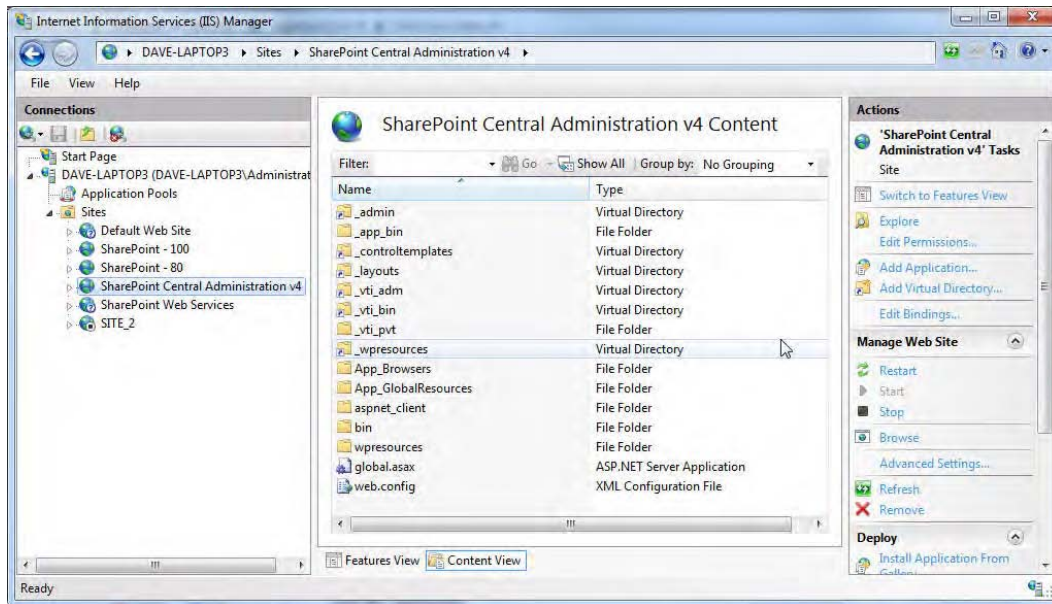 Internet Information Services (IIS) Manager
DAVE-LAPTOP3 Sites SharePoint Central Administration v4
File View Help
Connections
Start Page
DAVE-LAPTOP3 (DAVE-LAPTOP3\Administrat
Application Pools
Sites
Default Web Site
SharePoint - 100
SharePoint - 80
SharePoint Central Administration v4
SharePoint Web Services
SITE_2
SharePoint Central Administration v4 Content
Filter: Go Show All Group by: No Grouping
Name Type
_admin Virtual Directory
_app_bin File Folder
_controltemplates Virtual Directory
_layouts Virtual Directory
_vti_adm Virtual Directory
_vti_bin Virtual Directory
_vti_pvt File Folder
_wpresources Virtual Directory
App_Browsers File Folder
App_GlobalResources File Folder
aspnet_client File Folder
bin File Folder
wpresources File Folder
global.asax ASP.NET Server Application
web.config XML Configuration File
Features View Content View
Actions
'SharePoint Central
Administration v4' Tasks
Site
Switch to Features View
Explore
Edit Permissions...
Add Application...
Add Virtual Directory...
Edit Bindings...
Manage Web Site
Restart
Start
Stop
Browse
Advanced Settings...
Refresh
Remove
Deploy
Install Application From
Ready